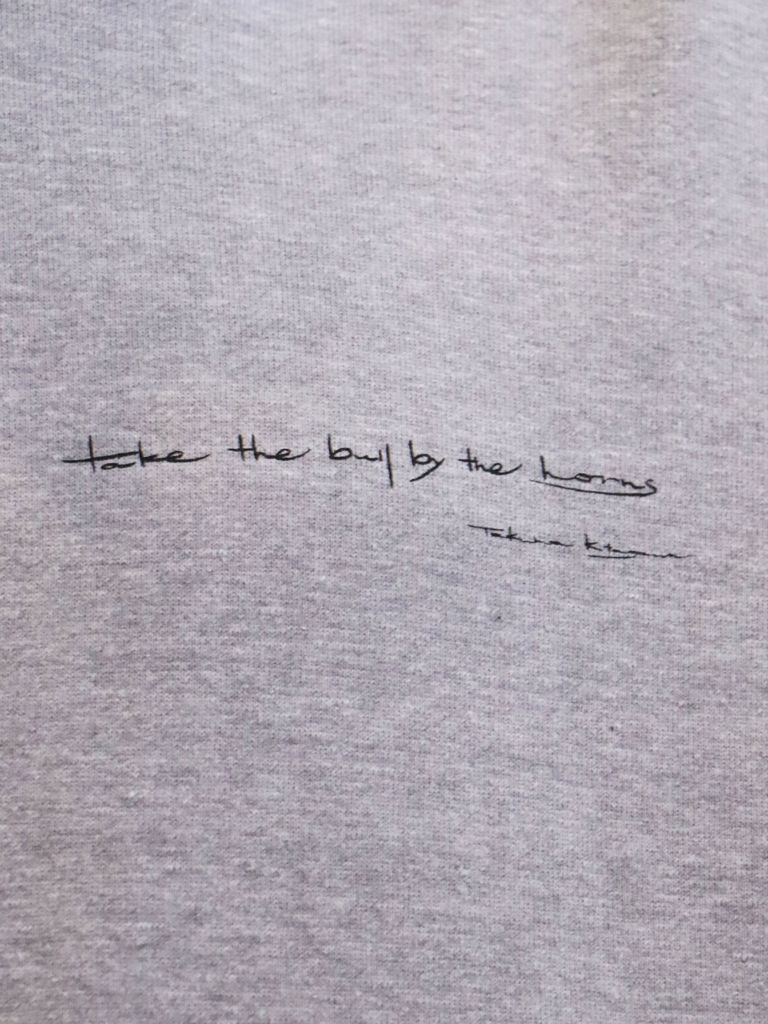 take the bull by the horns